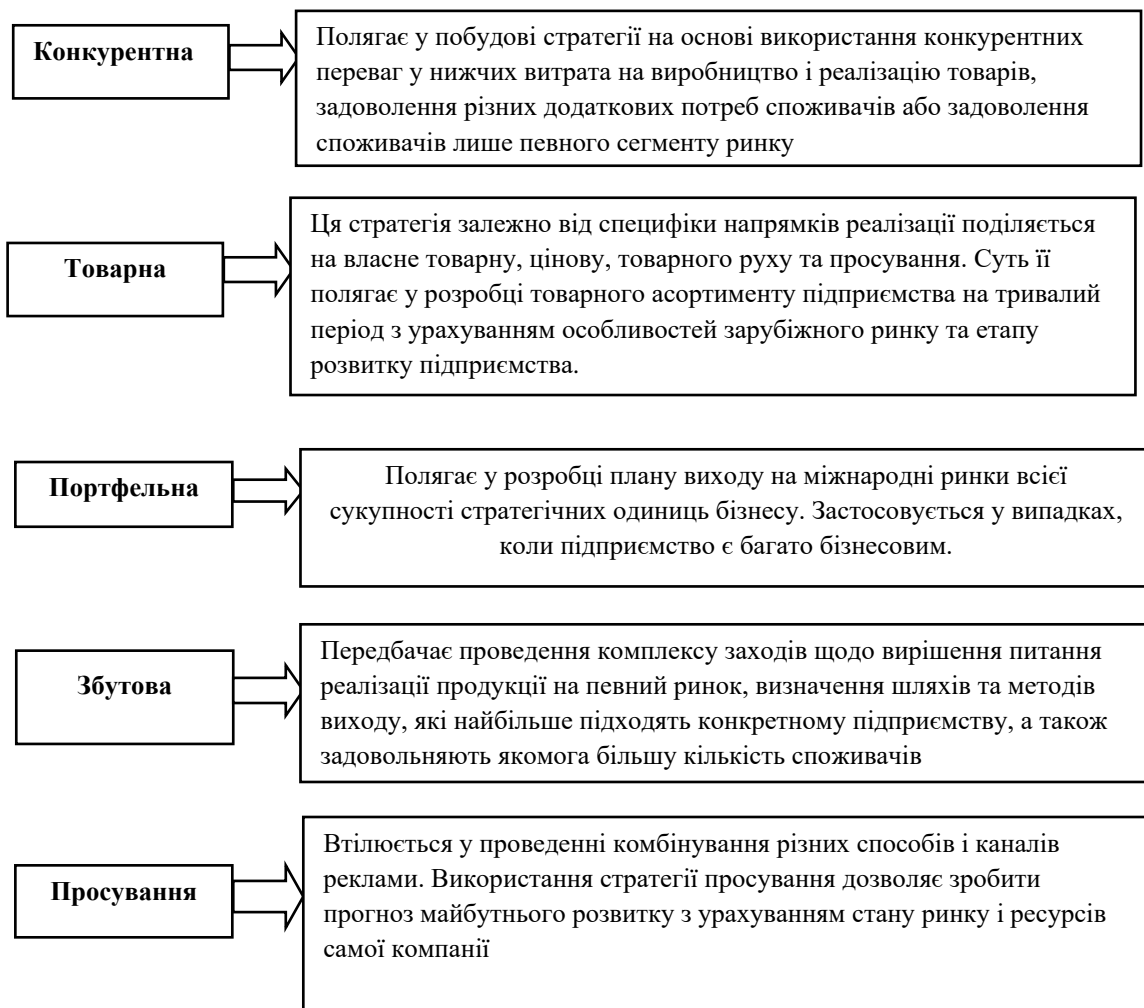 Конкурентна
Полягає у побудові стратегії на основі використання конкурентних
переваг у нижчих витрата на виробництво і реалізацію товарів,
задоволення різних додаткових потреб споживачів або задоволення
споживачів лише певного сегменту ринку
Товарна
Ця стратегія залежно від специфіки напрямків реалізації поділяється
на власне товарну, цінову, товарного руху та просування. Суть її
полягає у розробці товарного асортименту підприємства на тривалий
період з урахуванням особливостей зарубіжного ринку та етапу
розвитку підприємства.
Портфельна
Полягає у розробці плану виходу на міжнародні ринки всієї
сукупності стратегічних одиниць бізнесу. Застосовується у випадках,
коли підприємство є багато бізнесовим.
Збутова
Передбачає проведення комплексу заходів щодо вирішення питання
реалізації продукції на певний ринок, визначення шляхів та методів
виходу, які найбільше підходять конкретному підприємству, а також
задовольняють якомога більшу кількість споживачів
Просування
Втілюється у проведенні комбінування різних способів і каналів
реклами. Використання стратегії просування дозволяє зробити
прогноз майбутнього розвитку з урахуванням стану ринку і ресурсів
самої компанії